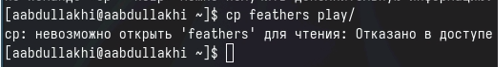 [aabdullakhi@aabdullakhi ~]$ cp feathers play/
cp: невозможно открыть 'feathers' для чтения: Отказано в доступе
[aabdullakhi@aabdullakhi ~]$